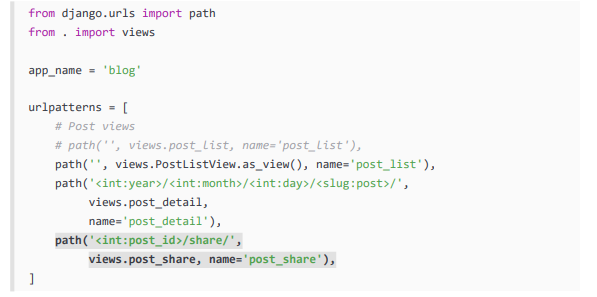 from django.urls import path
from . import views
app_name = 'blog'
urlpatterns = [
    # Post views
    # path('', views.post_list, name='post_list'),
    path('', views.PostListView.as_view(), name='post_list'),
    path('<int:year>/<int:month>/<int:day>/<slug:post>/',
         views.post_detail,
         name='post_detail'),
    path('<int:post_id>/share/',
         views.post_share, name='post_share'),
]